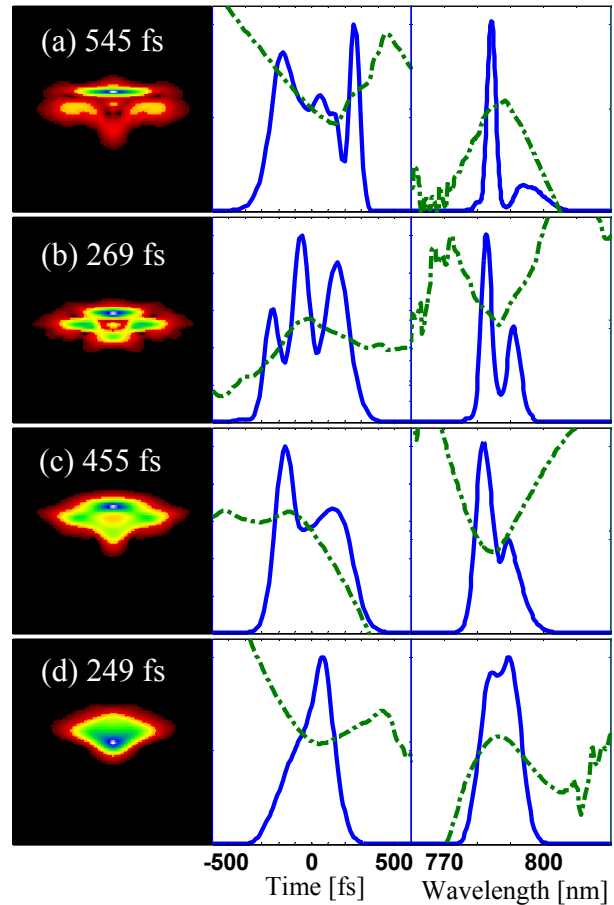 (a) 545 fs
(b) 269 fs
(c) 455 fs
(d) 249 fs
-500 0 500 770 800
Time [fs] Wavelength [nm]